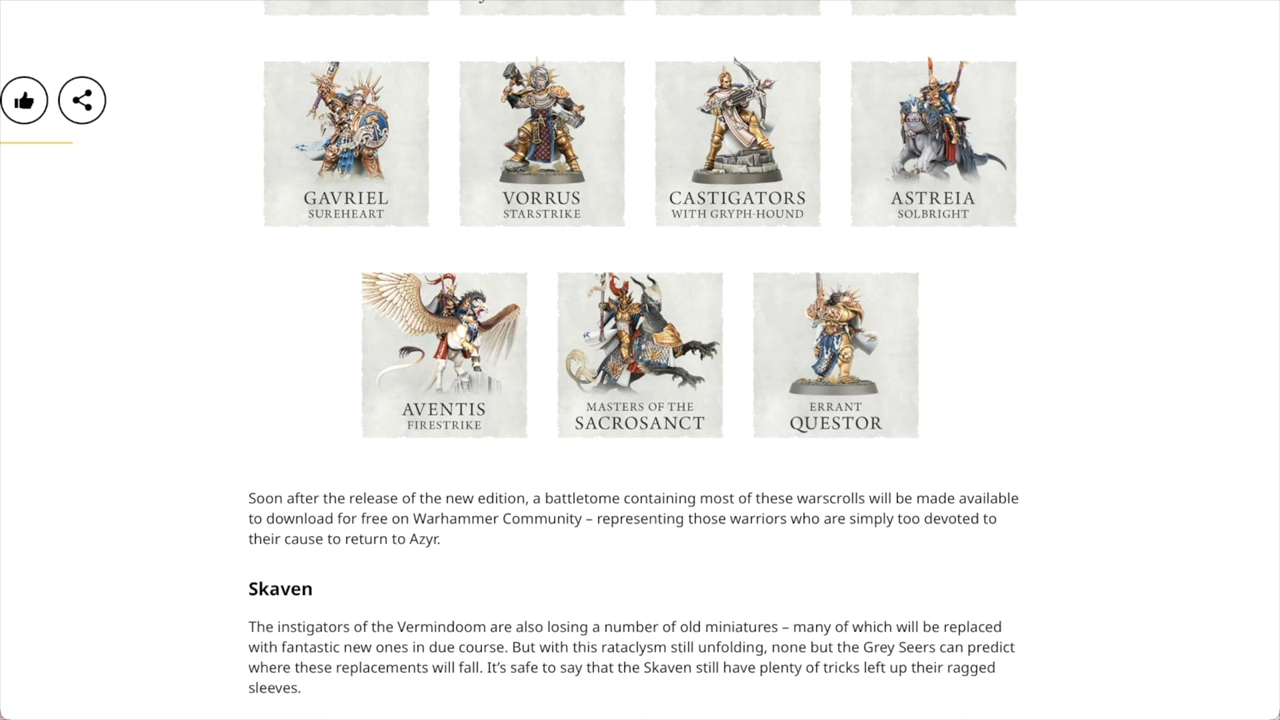 GAVRIEL
SUREHEART
VORRUS
STARSTRIKE
CASTIGATORS
WITH GRYPH-HOUND
ASTREIA
SOLBRIGHT
AVENTIS
FIRESTRIKE
MASTERS OF THE
SACROSANCT
ERRANT
QUESTOR
Soon after the release of the new edition, a battletome containing most of these warscrolls will be made available
to download for free on Warhammer Community – representing those warriors who are simply too devoted to
their cause to return to Azyr.
Skaven
The instigators of the Vermindoom are also losing a number of old miniatures – many of which will be replaced
with fantastic new ones in due course. But with this rataclysm still unfolding, none but the Grey Seers can predict
where these replacements will fall. It’s safe to say that the Skaven still have plenty of tricks left up their ragged
sleeves.